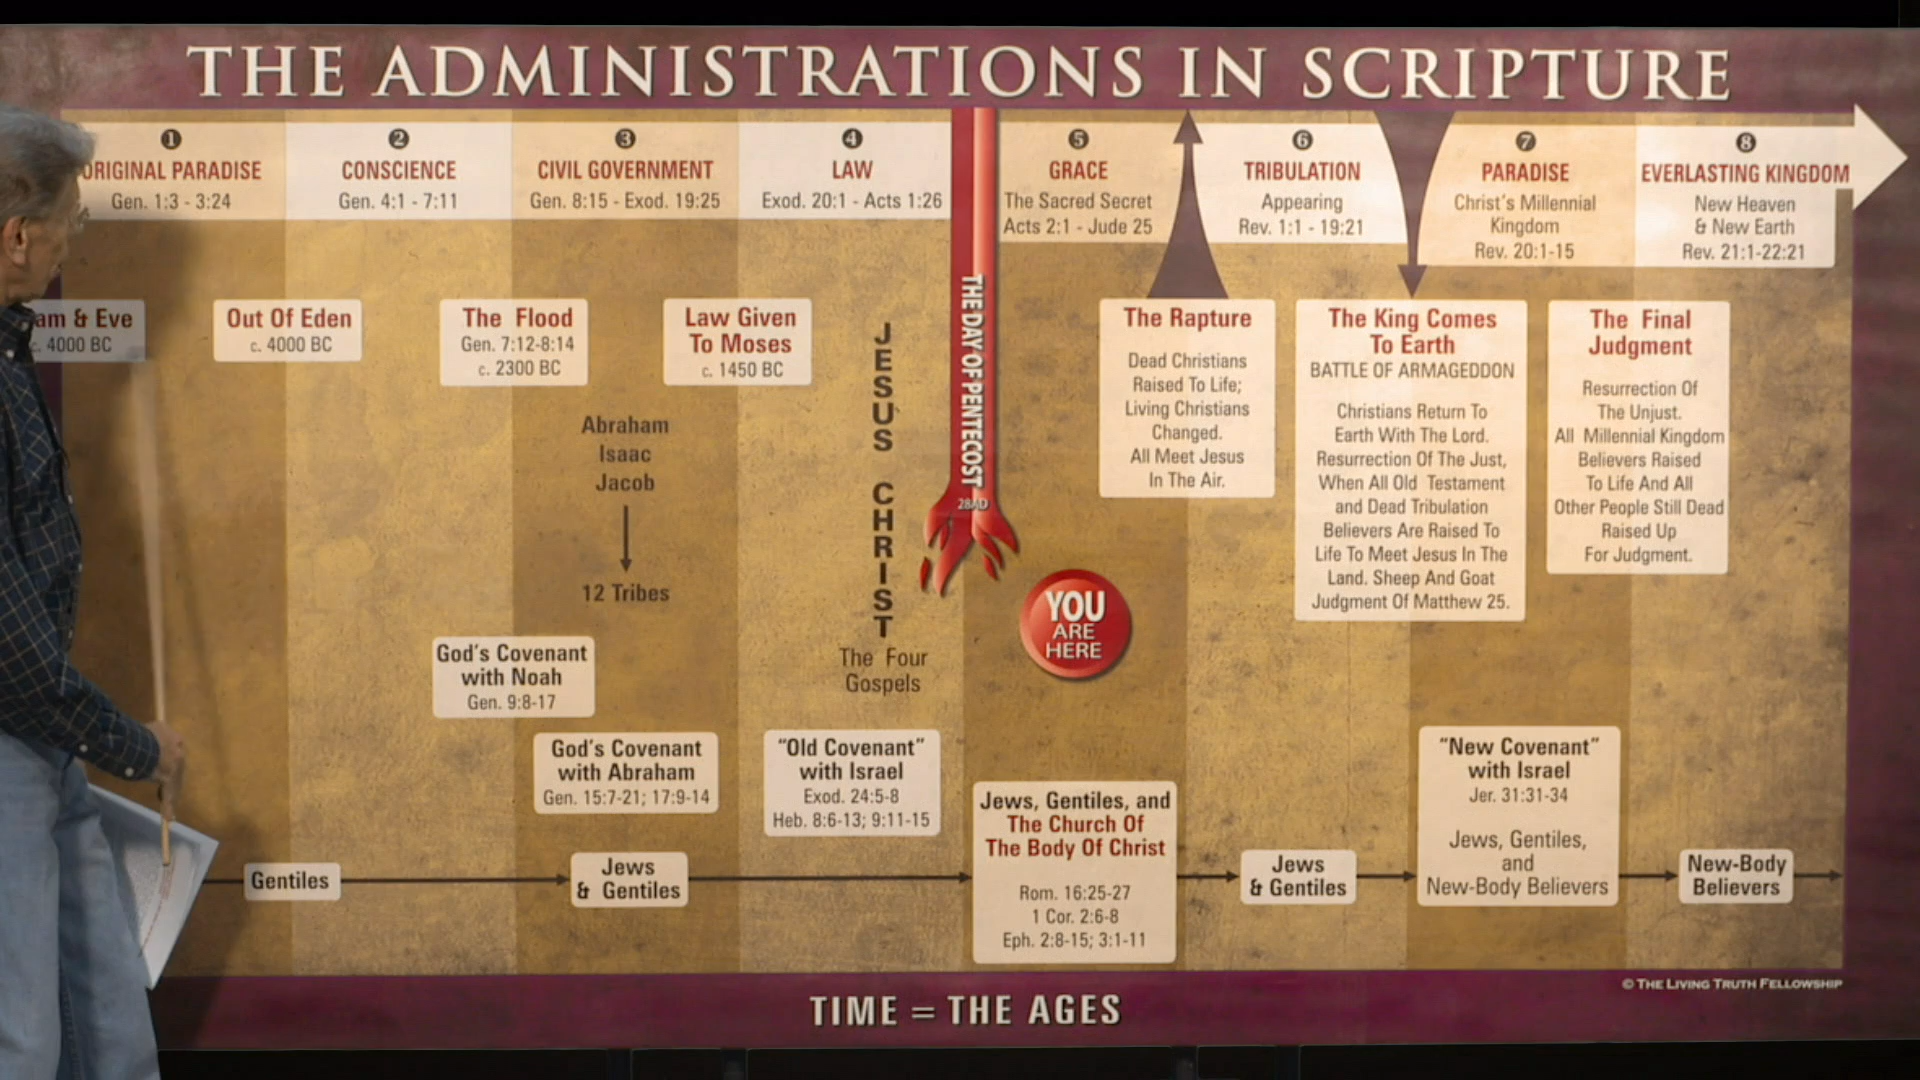 THE ADMINISTRATIONS IN SCRIPTURE
1
ORIGINAL PARADISE
Gen. 1:3 - 3:24
2
CONSCIENCE
Gen. 4:1 - 7:11
3
CIVIL GOVERNMENT
Gen. 8:15 - Exod. 19:25
4
LAW
Exod. 20:1 - Acts 1:26
5
GRACE
The Sacred Secret
Acts 2:1 - Jude 25
6
TRIBULATION
Appearing
Rev. 1:1 - 19:21
7
PARADISE
Christ's Millennial
Kingdom
Rev. 20:1-15
8
EVERLASTING KINGDOM
New Heaven
& New Earth
Rev. 21:1-22:21
am & Eve
c. 4000 BC
Out Of Eden
c. 4000 BC
The Flood
Gen. 7:12-8:14
c. 2300 BC
Law Given
To Moses
c. 1450 BC
Abraham
Isaac
Jacob
12 Tribes
JESUS CHRIST
The Four
Gospels
THE DAY OF PENTECOST
28AD
YOU
ARE
HERE
The Rapture
Dead Christians
Raised To Life;
Living Christians
Changed.
All Meet Jesus
In The Air.
The King Comes
To Earth
BATTLE OF ARMAGEDDON
Christians Return To
Earth With The Lord.
Resurrection Of The Just,
When All Old Testament
and Dead Tribulation
Believers Are Raised To
Life To Meet Jesus In The
Land. Sheep And Goat
Judgment Of Matthew 25.
The Final
Judgment
Resurrection Of
The Unjust.
All Millennial Kingdom
Believers Raised
To Life And All
Other People Still Dead
Raised Up
For Judgment.
God's Covenant
with Noah
Gen. 9:8-17
God's Covenant
with Abraham
Gen. 15:7-21; 17:9-14
"Old Covenant"
with Israel
Exod. 24:5-8
Heb. 8:6-13; 9:11-15
Gentiles
Jews
& Gentiles
Jews, Gentiles, and
The Church Of
The Body Of Christ
Rom. 16:25-27
1 Cor. 2:6-8
Eph. 2:8-15; 3:1-11
Jews
& Gentiles
"New Covenant"
with Israel
Jer. 31:31-34
Jews, Gentiles,
and
New-Body Believers
New-Body
Believers
© THE LIVING TRUTH FELLOWSHIP
TIME = THE AGES